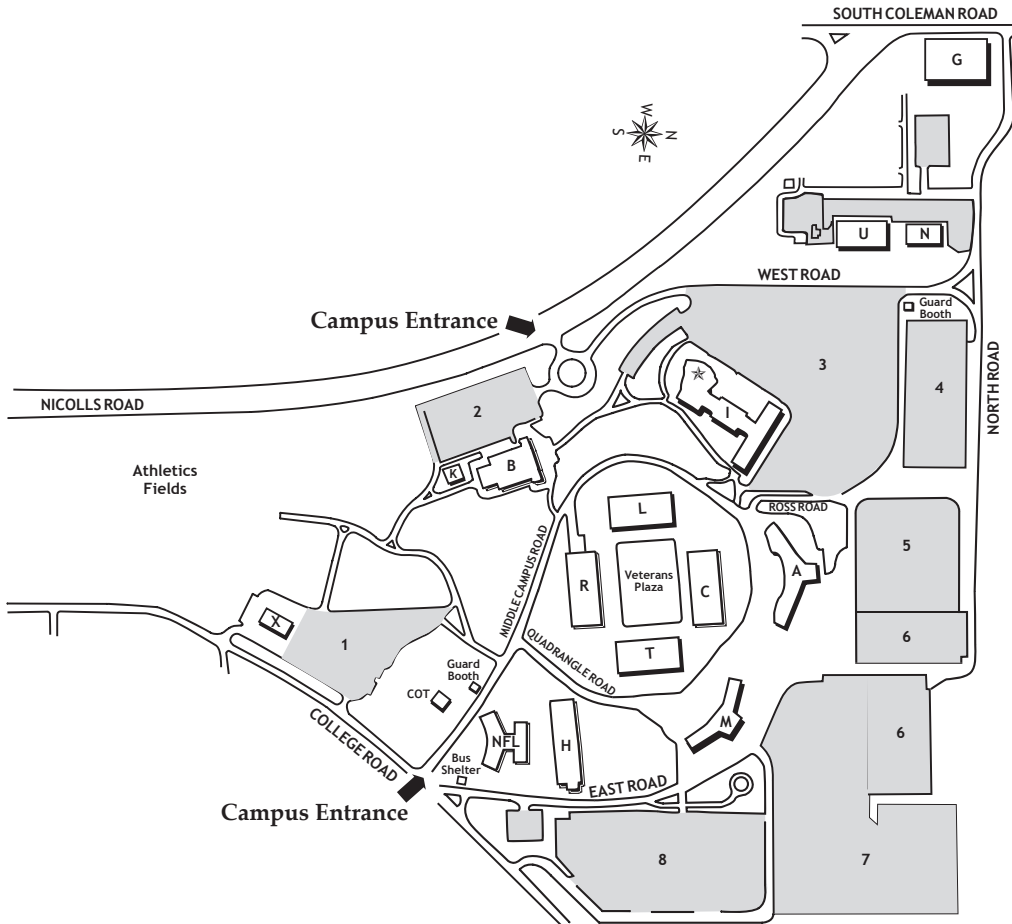 SOUTH COLEMAN ROAD
G
W
S
N
E
U
N
WEST ROAD
Campus Entrance
Guard
Booth
3
4
NORTH ROAD
NICOLLS ROAD
2
I
Athletics
Fields
K
B
L
ROSS ROAD
5
MIDDLE CAMPUS ROAD
R
Veterans
Plaza
C
A
X
1
QUADRANGLE ROAD
T
6
Guard
Booth
COT
COLLEGE ROAD
NFL
H
M
6
Bus
Shelter
EAST ROAD
Campus Entrance
8
7